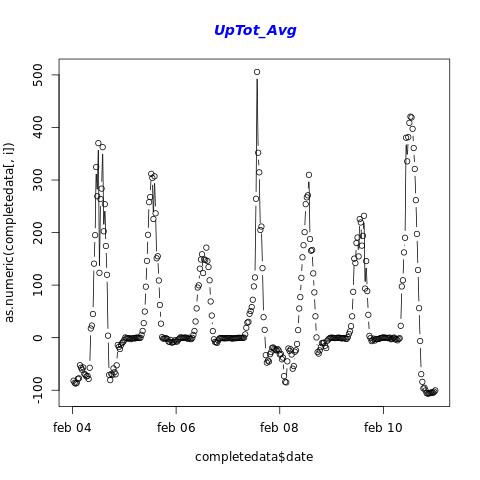 UpTot_Avg
as.numeric(completedata[, i])
500
400
300
200
100
0
-100
feb 04
feb 06
feb 08
feb 10
completedata$date